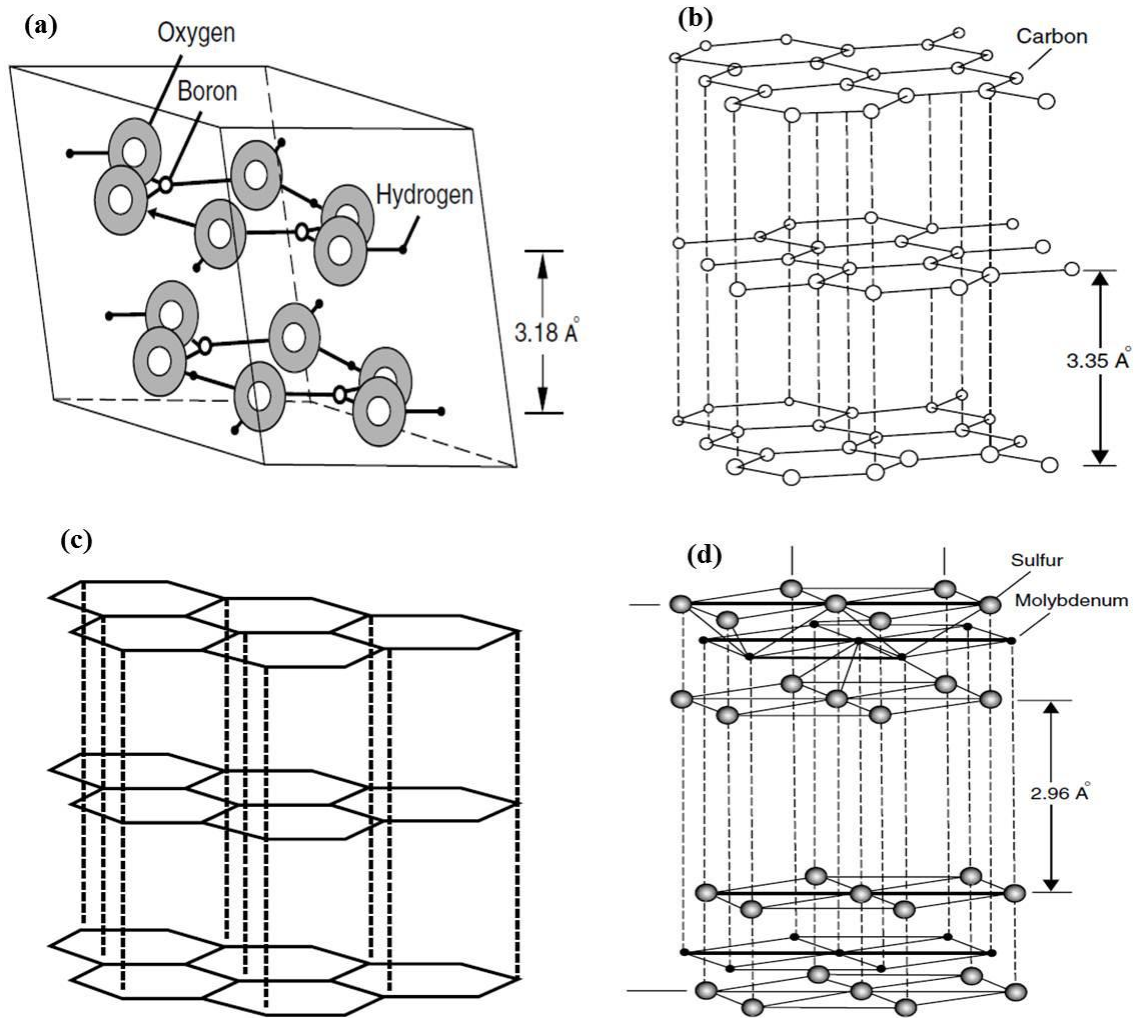 (a)
Oxygen
Boron
Hydrogen
3.18 Å
(b)
Carbon
3.35 Å
(c)
(d)
Sulfur
Molybdenum
2.96 Å